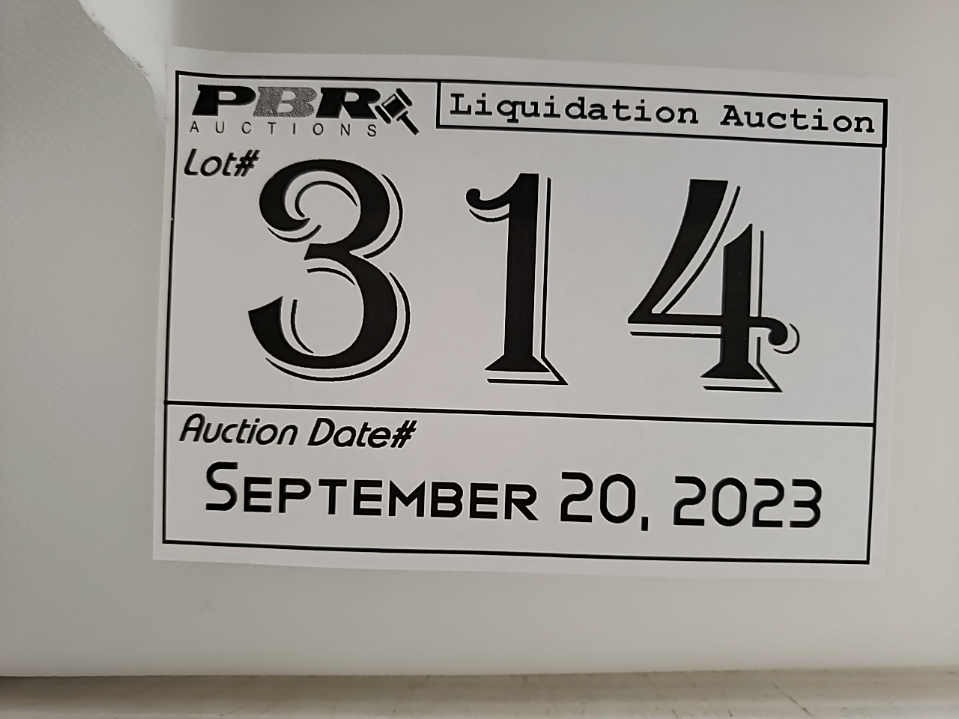 PBR
AUCTIONS
Liquidation Auction
Lot#
314
Auction Date#
September 20, 2023